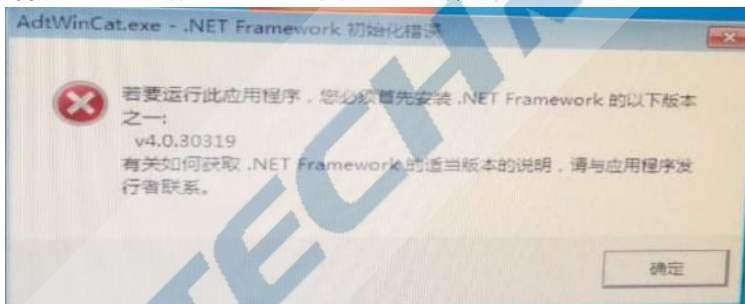 AdtWinCat.exe - .NET Framework 初始化错误
若要运行此应用程序，您必须首先安装 .NET Framework 的以下版本
之一:
v4.0.30319
有关如何获取 .NET Framework 的适当版本的说明，请与应用程序发
行者联系。
确定
TECH